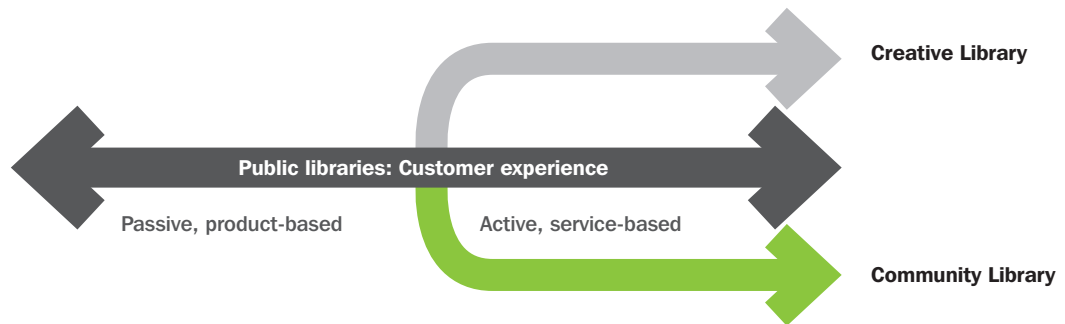 Creative Library
Public libraries: Customer experience
Passive, product-based
Active, service-based
Community Library